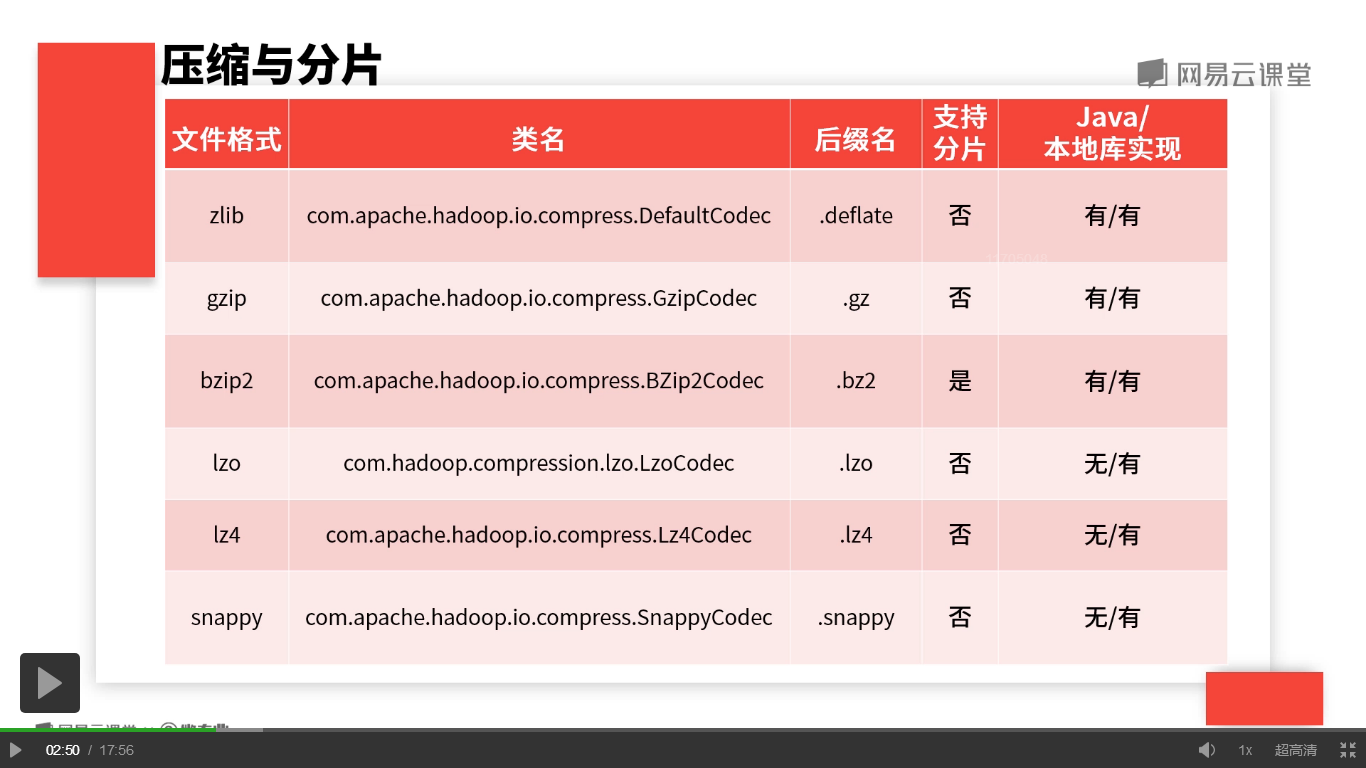 压缩与分片
网易云课堂
文件格式 类名 后缀名 支持分片 Java/本地库实现
zlib com.apache.hadoop.io.compress.DefaultCodec .deflate 否 有/有
gzip com.apache.hadoop.io.compress.GzipCodec .gz 否 有/有
bzip2 com.apache.hadoop.io.compress.BZip2Codec .bz2 是 有/有
lzo com.hadoop.compression.lzo.LzoCodec .lzo 否 无/有
lz4 com.apache.hadoop.io.compress.Lz4Codec .lz4 否 无/有
snappy com.apache.hadoop.io.compress.SnappyCodec .snappy 否 无/有
02:50 / 17:56 1x 超高清